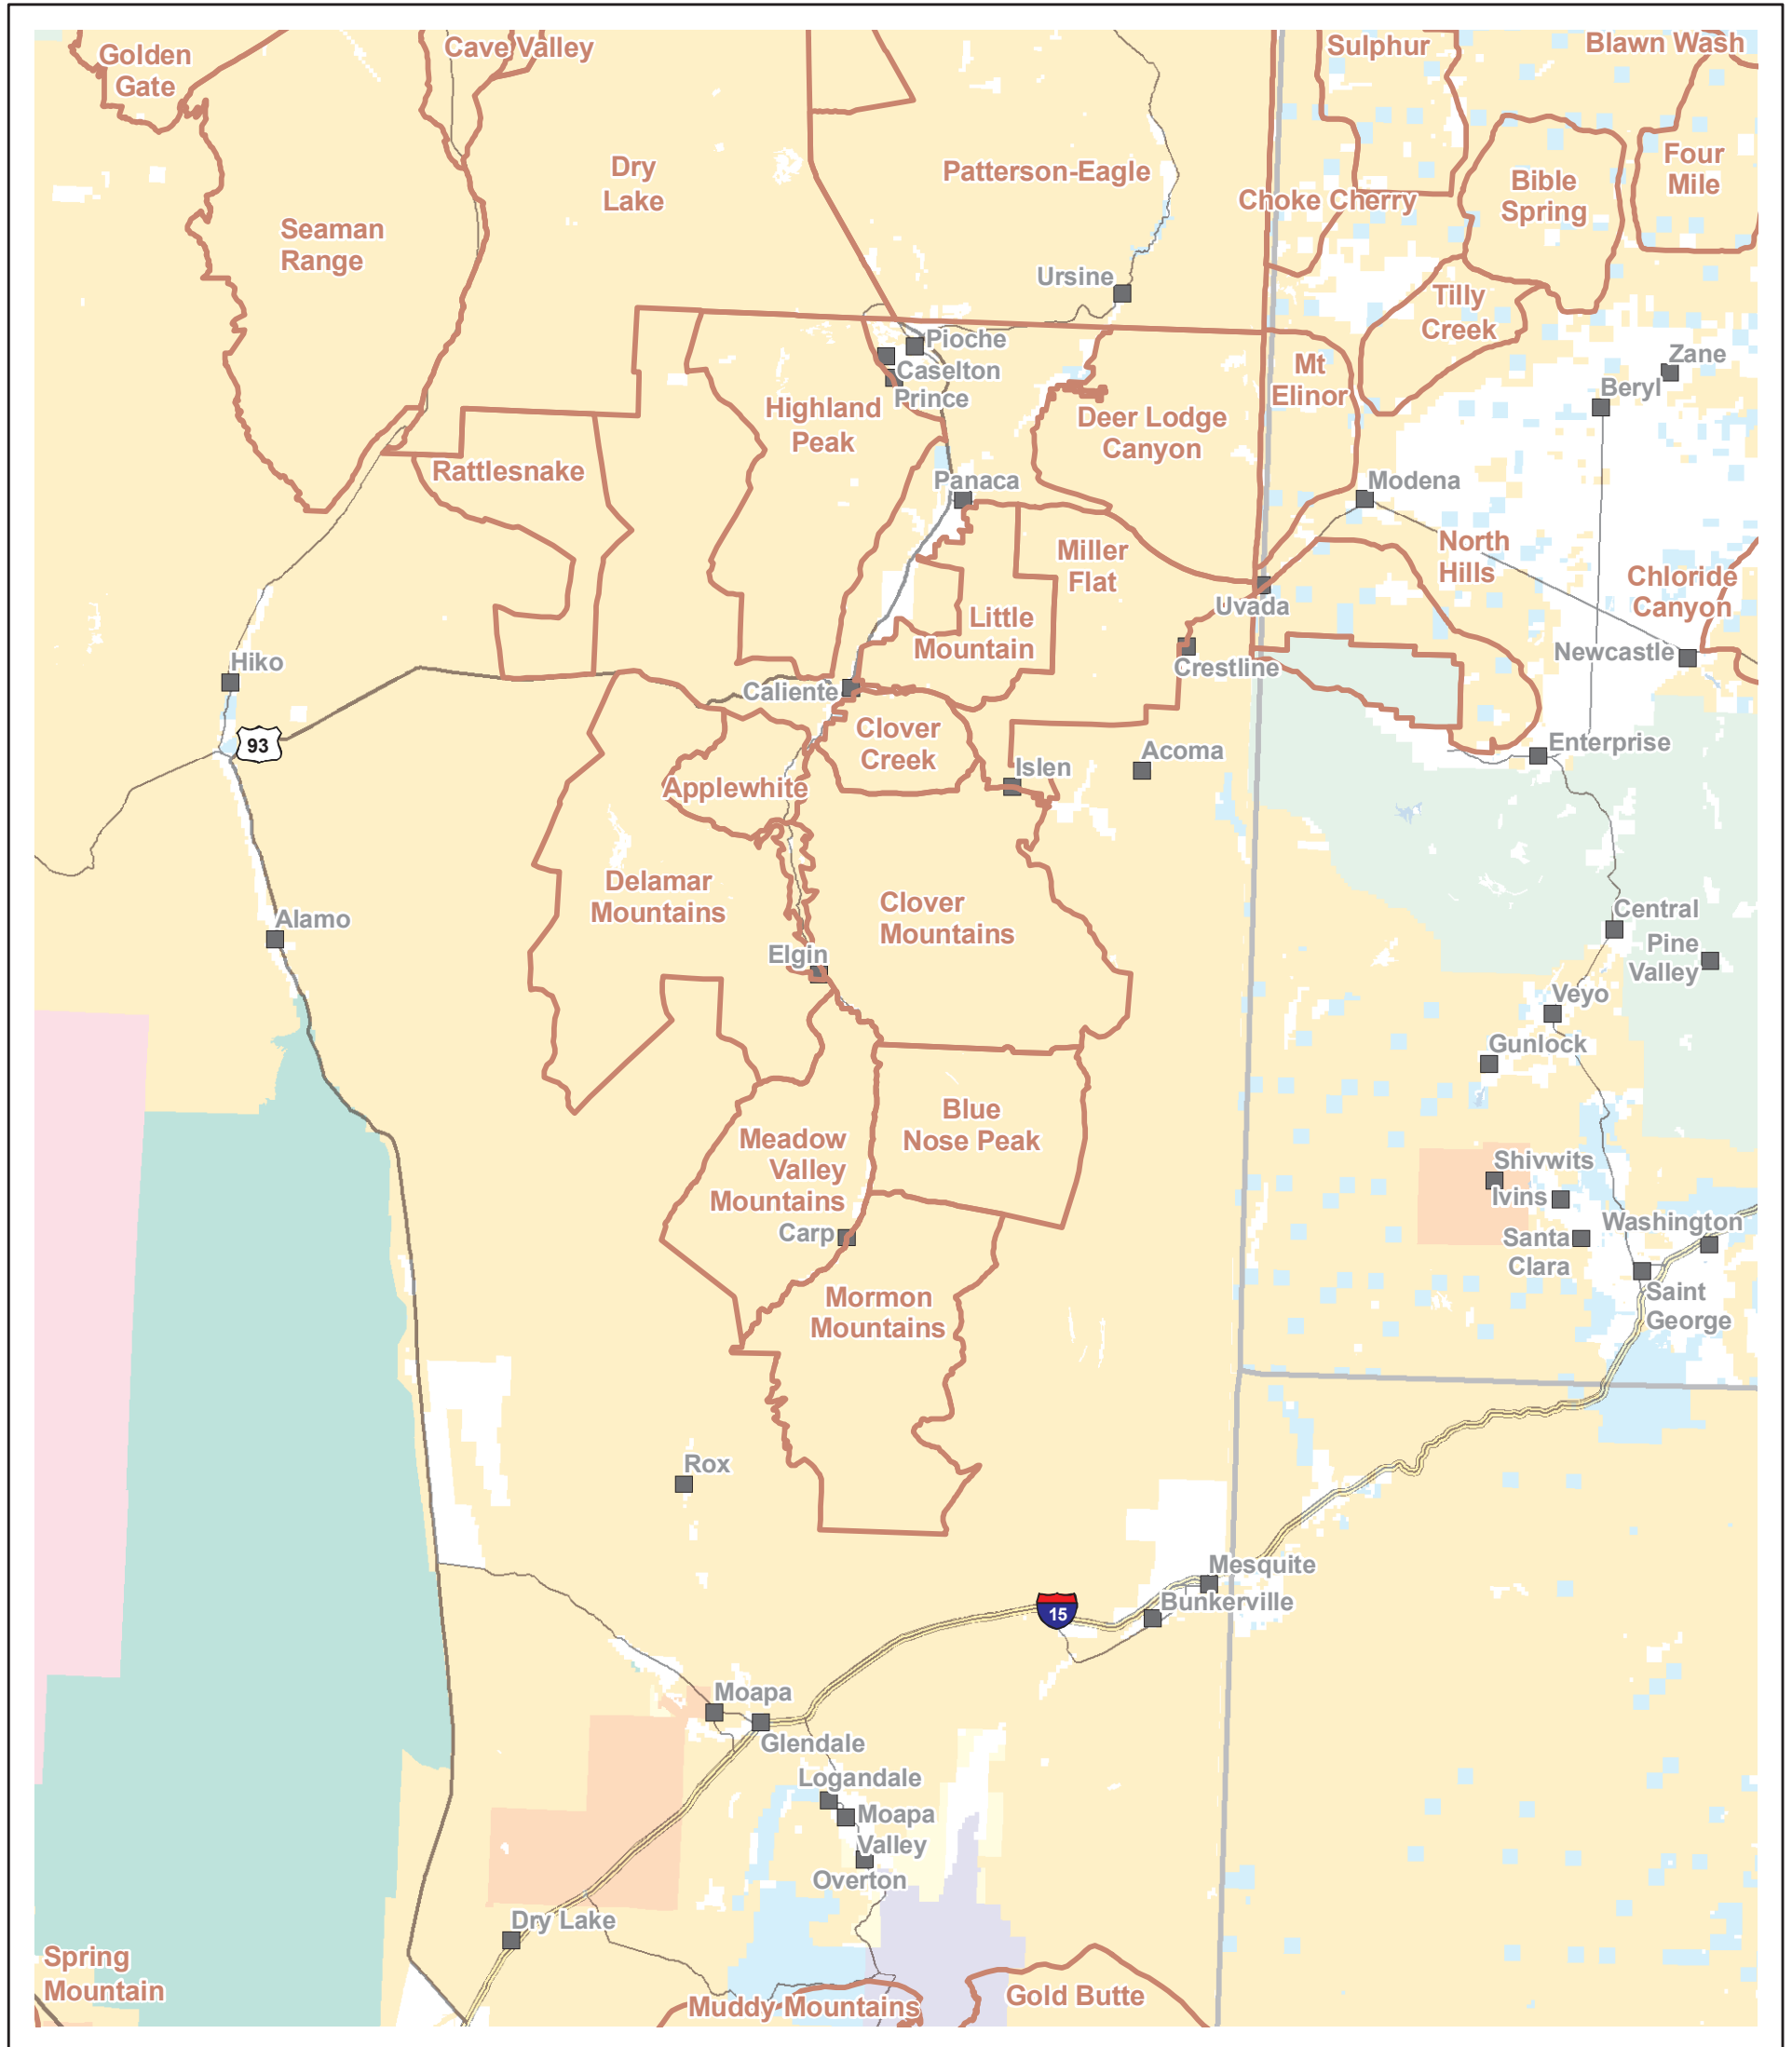 Golden
Gate
Cave Valley
Sulphur
Blawn Wash
Dry
Lake
Patterson-Eagle
Four
Mile
Bible
Spring
Choke Cherry
Seaman
Range
Ursine
Tilly
Creek
Pioche
Caselton
Prince
Mt
Elinor
Zane
Beryl
Highland
Peak
Deer Lodge
Canyon
Rattlesnake
Panaca
Modena
Miller
Flat
North
Hills
Chloride
Canyon
Uvada
Little
Mountain
Hiko
Crestline
Newcastle
Caliente
93
Clover
Creek
Enterprise
Acoma
Islen
Applewhite
Delamar
Mountains
Clover
Mountains
Alamo
Central
Pine
Valley
Elgin
Veyo
Gunlock
Blue
Nose Peak
Meadow
Valley
Mountains
Shivwits
Ivins
Carp
Washington
Santa
Clara
Mormon
Mountains
Saint
George
Rox
Mesquite
15
Bunkerville
Moapa
Glendale
Logandale
Moapa
Valley
Overton
Dry Lake
Spring
Mountain
Muddy Mountains
Gold Butte